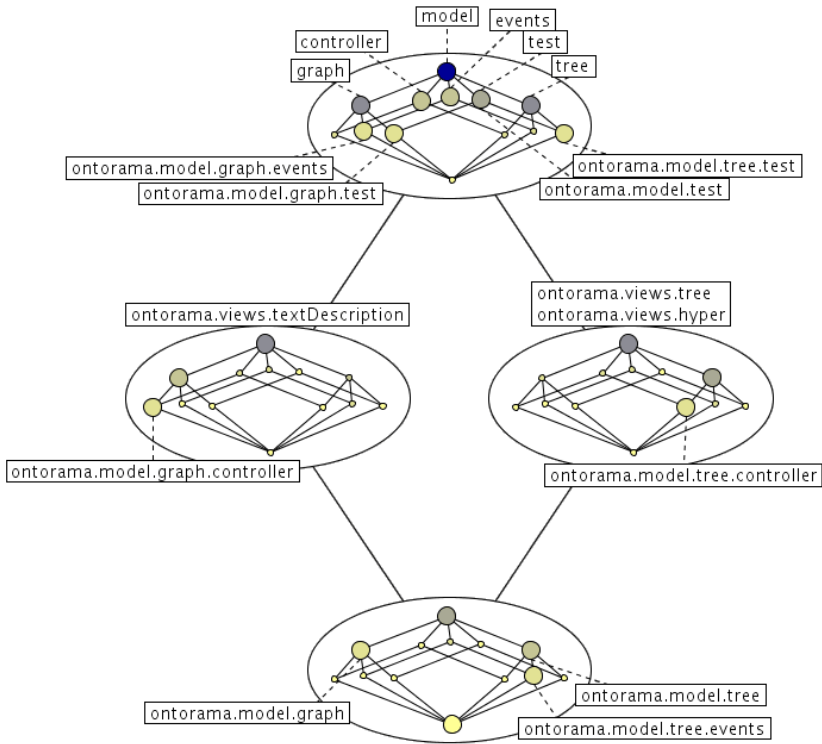 model
events
controller
test
graph
tree
ontorama.model.graph.events
ontorama.model.tree.test
ontorama.model.graph.test
ontorama.model.test
ontorama.views.textDescription
ontorama.views.tree
ontorama.views.hyper
ontorama.model.graph.controller
ontorama.model.tree.controller
ontorama.model.tree
ontorama.model.graph
ontorama.model.tree.events